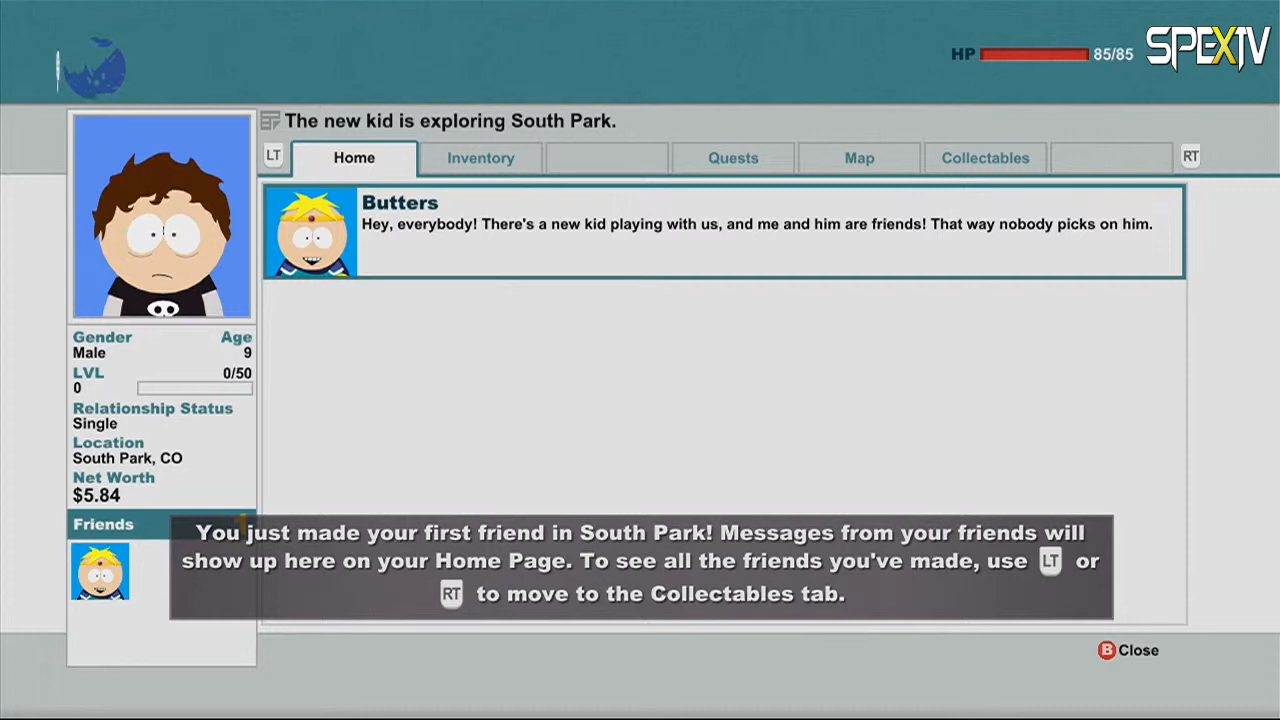 SPEXTV
HP 85/85
The new kid is exploring South Park.
LT Home Inventory Quests Map Collectables RT
Butters
Hey, everybody! There's a new kid playing with us, and me and him are friends! That way nobody picks on him.
Gender Age
Male 9
LVL 0/50
0
Relationship Status
Single
Location
South Park, CO
Net Worth
$5.84
Friends 1
You just made your first friend in South Park! Messages from your friends will
show up here on your Home Page. To see all the friends you've made, use LT or
RT to move to the Collectables tab.
B Close